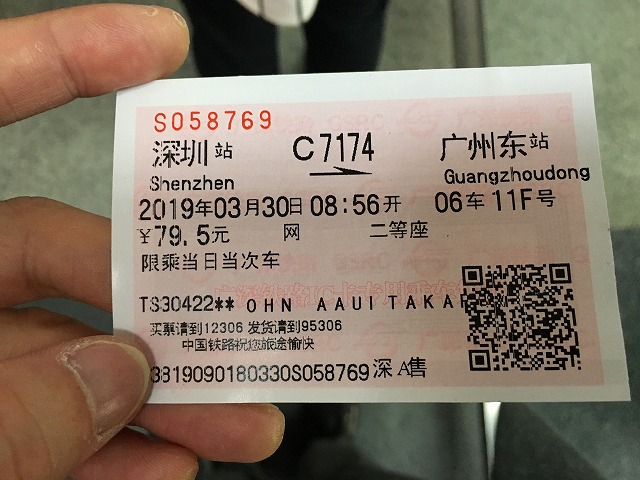 S058769
深圳站 C7174 广州东站
Shenzhen Guangzhoudong
2019年03月30日 08:56开 06车 11F号
￥79.5元 网 二等座
限乘当日当次车
TS30422** OHN AAUITAKAR
买票请到12306 发货请到95306
中国铁路祝您旅途愉快
3819090180330S058769 深A售